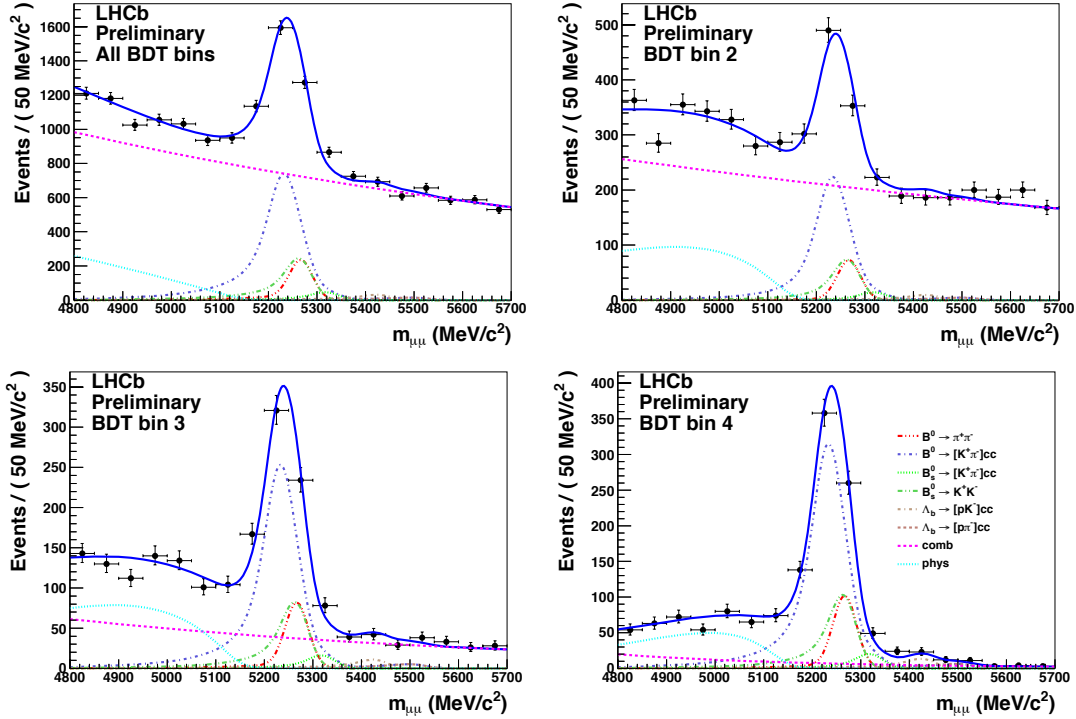 LHCb
Preliminary
All BDT bins
Events / ( 50 MeV/c² )
1600
1400
1200
1000
800
600
400
200
0
4800 4900 5000 5100 5200 5300 5400 5500 5600 5700
m_μμ (MeV/c²)
LHCb
Preliminary
BDT bin 2
Events / ( 50 MeV/c² )
500
400
300
200
100
0
4800 4900 5000 5100 5200 5300 5400 5500 5600 5700
m_μμ (MeV/c²)
LHCb
Preliminary
BDT bin 3
Events / ( 50 MeV/c² )
350
300
250
200
150
100
50
0
4800 4900 5000 5100 5200 5300 5400 5500 5600 5700
m_μμ (MeV/c²)
LHCb
Preliminary
BDT bin 4
Events / ( 50 MeV/c² )
400
350
300
250
200
150
100
50
0
4800 4900 5000 5100 5200 5300 5400 5500 5600 5700
m_μμ (MeV/c²)
B⁰ → π⁺π⁻
B⁰ → [K⁺π⁻]cc
B⁰_s → [K⁺π⁻]cc
B⁰_s → K⁺K⁻
Λ_b → [pK⁻]cc
Λ_b → [pπ⁻]cc
comb
phys